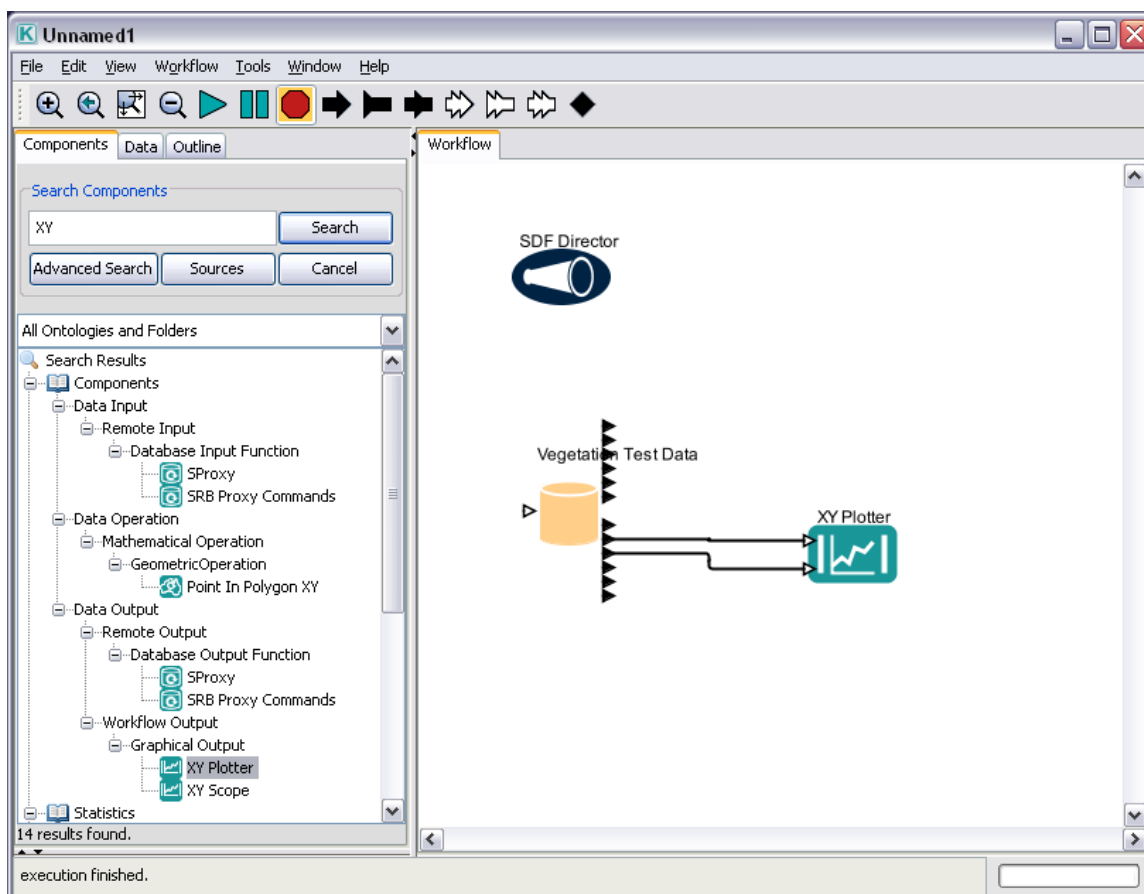 Unnamed1
File Edit View Workflow Tools Window Help
Components Data Outline
Search Components
XY Search
Advanced Search Sources Cancel
All Ontologies and Folders
Search Results
Components
Data Input
Remote Input
Database Input Function
SProxy
SRB Proxy Commands
Data Operation
Mathematical Operation
GeometricOperation
Point In Polygon XY
Data Output
Remote Output
Database Output Function
SProxy
SRB Proxy Commands
Workflow Output
Graphical Output
XY Plotter
XY Scope
Statistics
14 results found.
Workflow
SDF Director
Vegetation Test Data
XY Plotter
execution finished.